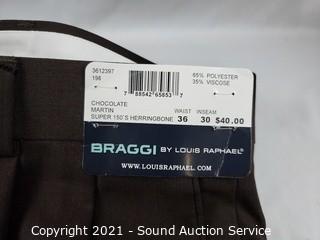 3612397
198
7 88542 65853 7
65% POLYESTER
35% VISCOSE
CHOCOLATE
MARTIN WAIST INSEAM
SUPER 150'S HERRINGBONE 36 30 $40.00
BRAGGI BY LOUIS RAPHAEL
WWW.LOUISRAPHAEL.COM
Copyright 2021 - Sound Auction Service